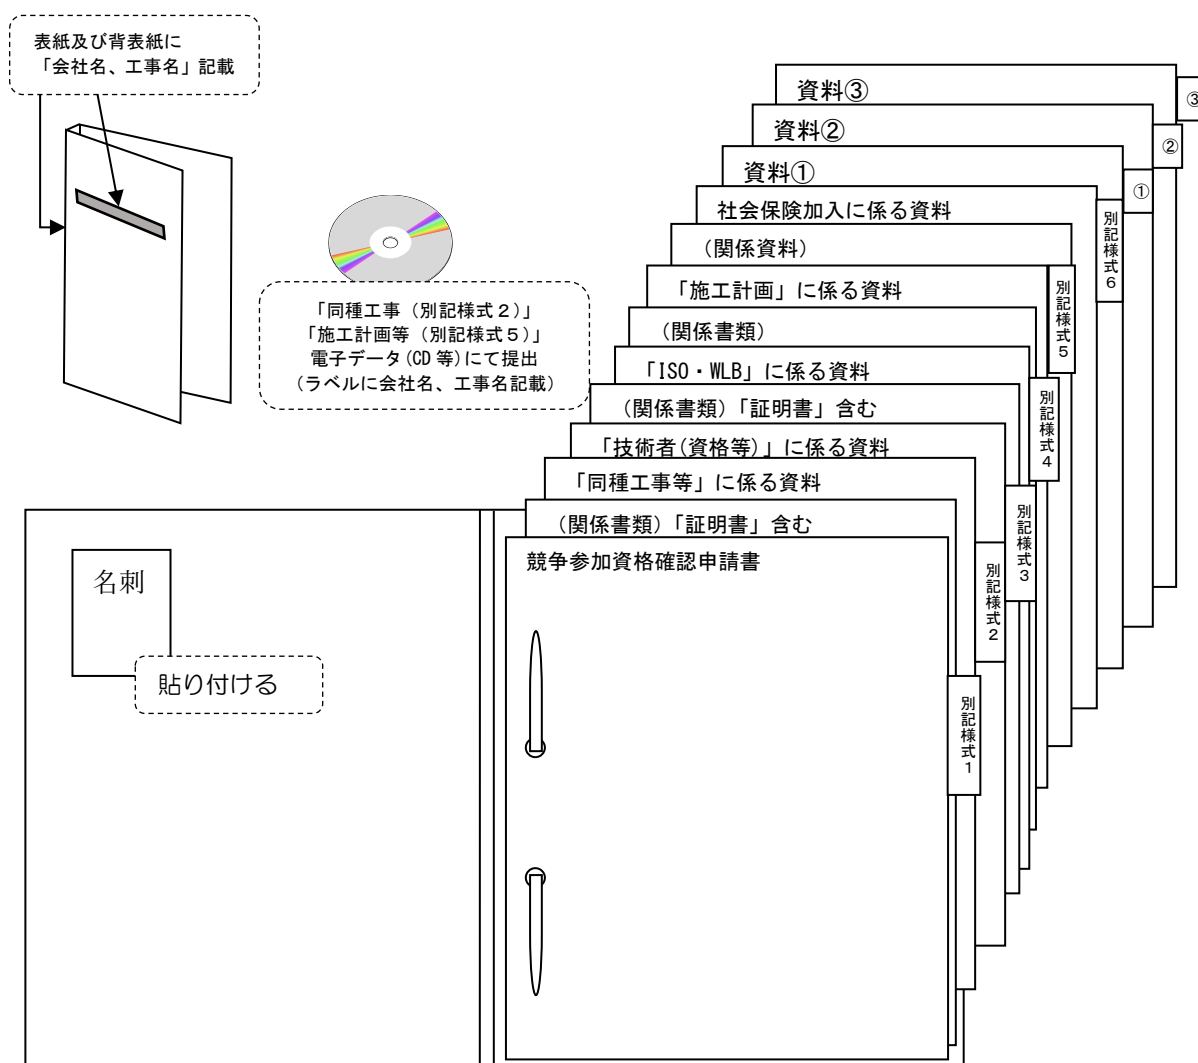 表紙及び背表紙に
「会社名、工事名」記載
資料③
③
資料②
②
資料①
①
社会保険加入に係る資料
別記様式6
(関係資料)
「施工計画」に係る資料
別記様式5
(関係書類)
「ISO・WLB」に係る資料
別記様式4
(関係書類)「証明書」含む
「技術者(資格等)」に係る資料
別記様式3
「同種工事等」に係る資料
別記様式2
(関係書類)「証明書」含む
競争参加資格確認申請書
別記様式1
「同種工事(別記様式2)」
「施工計画等(別記様式5)」
電子データ(CD等)にて提出
(ラベルに会社名、工事名記載)
名刺
貼り付ける